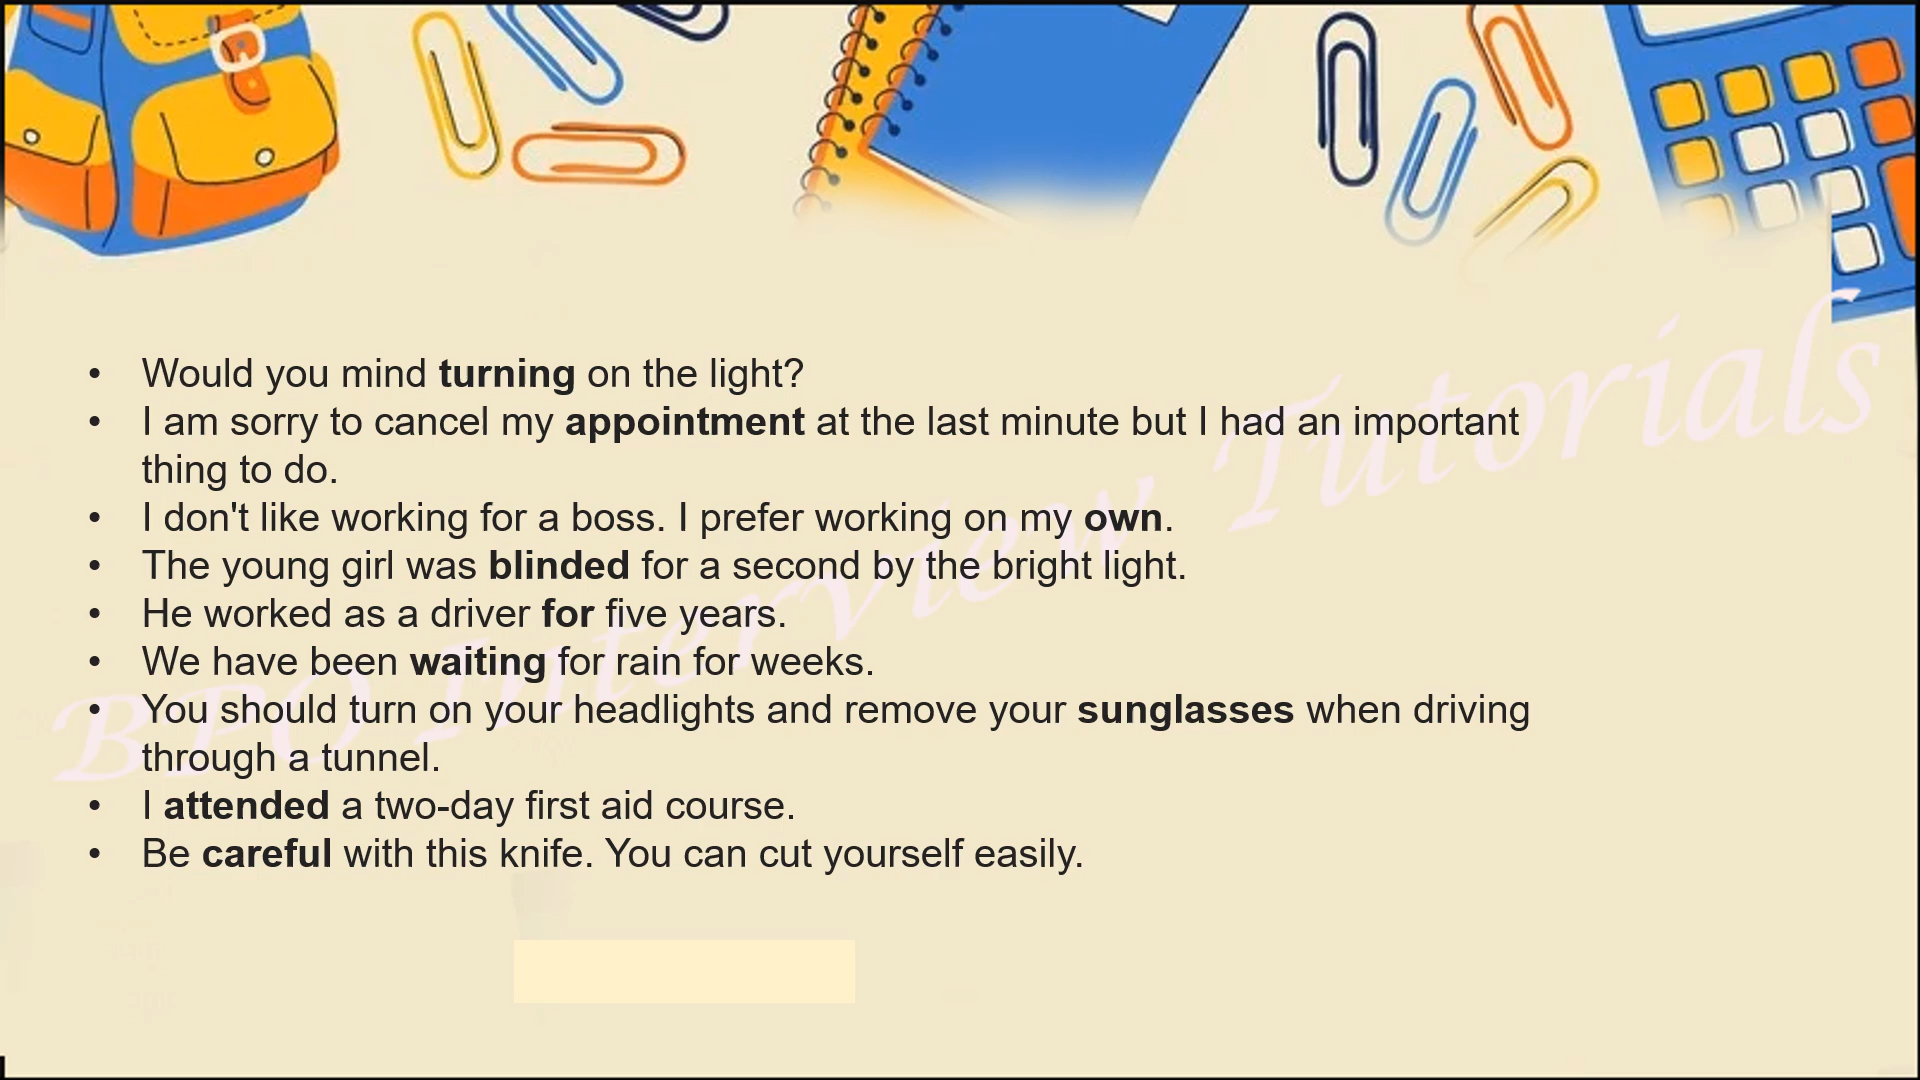 • Would you mind turning on the light?
• I am sorry to cancel my appointment at the last minute but I had an important
thing to do.
• I don't like working for a boss. I prefer working on my own.
• The young girl was blinded for a second by the bright light.
• He worked as a driver for five years.
• We have been waiting for rain for weeks.
• You should turn on your headlights and remove your sunglasses when driving
through a tunnel.
• I attended a two-day first aid course.
• Be careful with this knife. You can cut yourself easily.
BPO Interview Tutorials